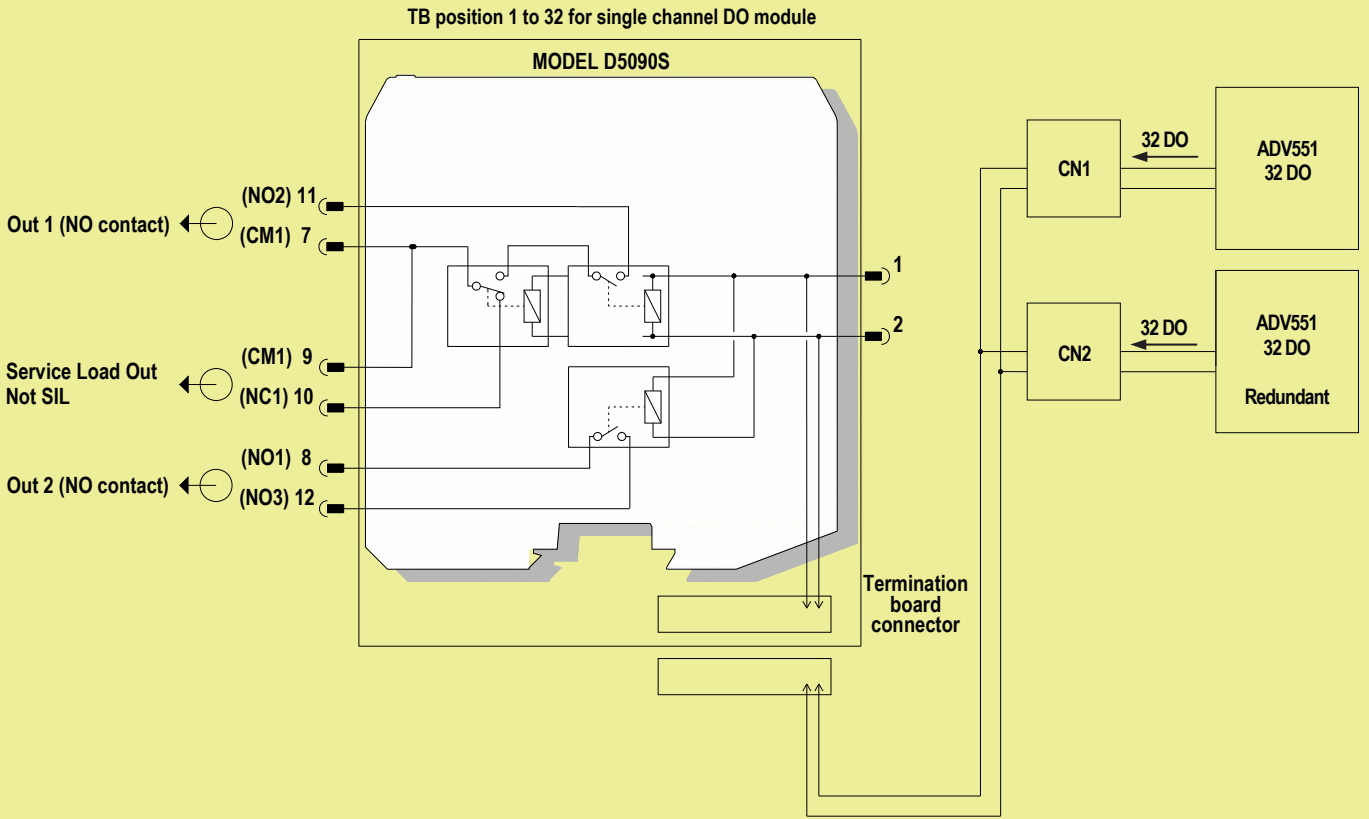 TB position 1 to 32 for single channel DO module
MODEL D5090S
(NO2) 11
Out 1 (NO contact)
(CM1) 7
(CM1) 9
Service Load Out
Not SIL
(NC1) 10
(NO1) 8
Out 2 (NO contact)
(NO3) 12
1
2
Termination
board
connector
CN1
32 DO
ADV551
32 DO
CN2
32 DO
ADV551
32 DO
Redundant